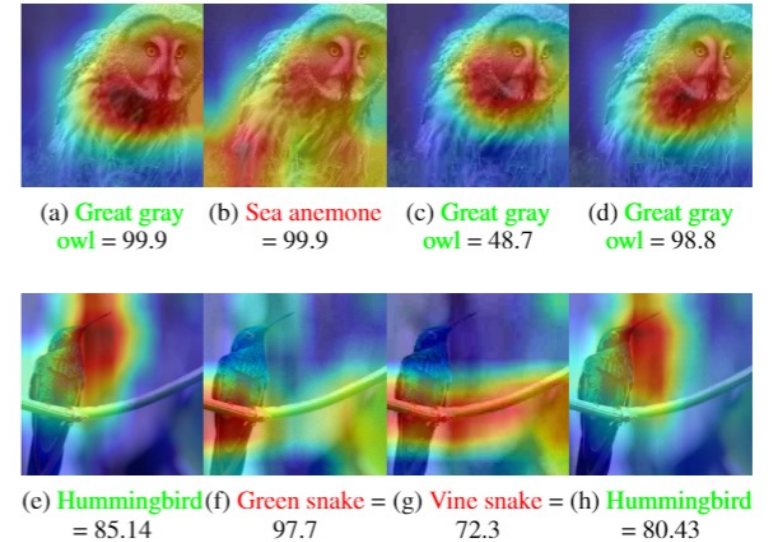 (a) Great gray (b) Sea anemone (c) Great gray (d) Great gray
owl = 99.9 = 99.9 owl = 48.7 owl = 98.8
(e) Hummingbird (f) Green snake = (g) Vine snake = (h) Hummingbird
= 85.14 97.7 72.3 = 80.43